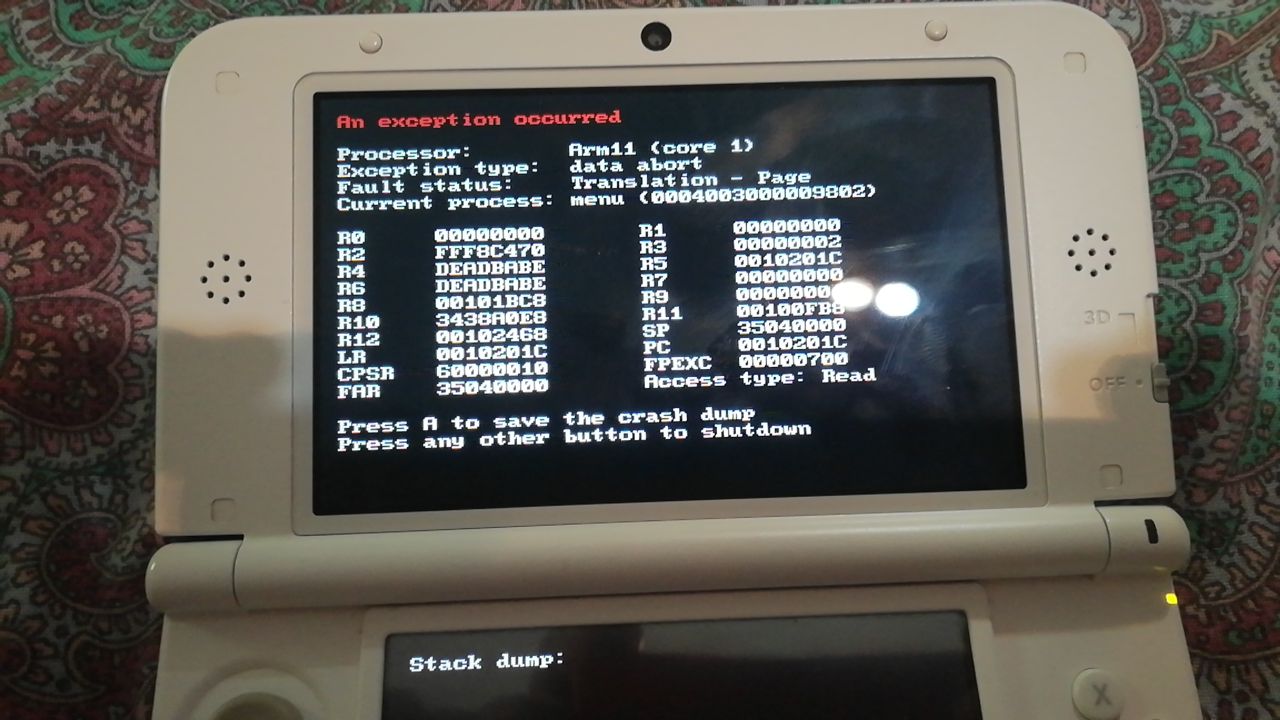 An exception occurred
Processor: Arm11 (core 1)
Exception type: data abort
Fault status: Translation - Page
Current process: menu (0004003000009802)
R0 00000000 R1 00000000
R2 FFF8C470 R3 00000002
R4 DEADBABE R5 0010201C
R6 DEADBABE R7 00000000
R8 00101BC8 R9
R10 3438A0E8 R11 00100FB8
R12 00102468 SP 35040000
LR 0010201C PC 0010201C
CPSR 60000010 FPEXC 00000700
FAR 35040000 Access type: Read
Press A to save the crash dump
Press any other button to shutdown
3D
OFF
Stack dump:
X